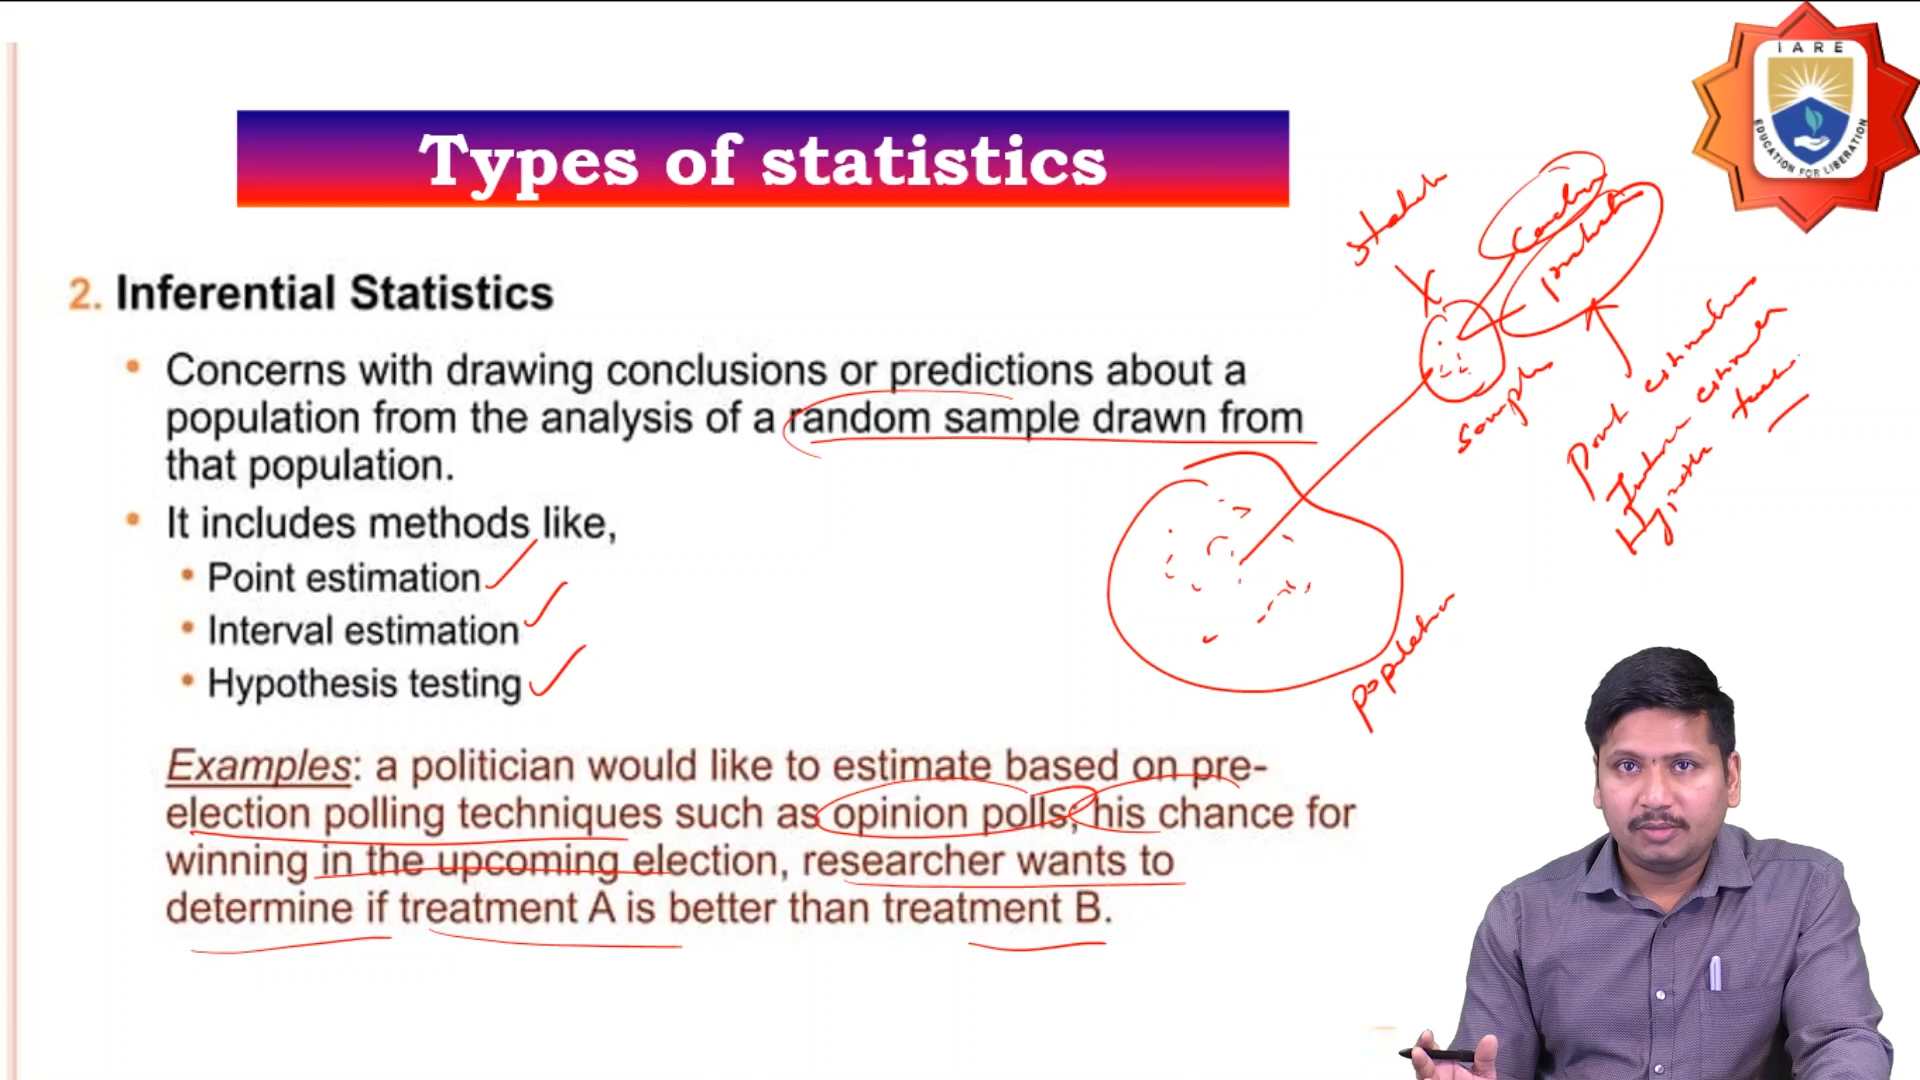 IARE
EDUCATION FOR LIBERATION
Types of statistics
2. Inferential Statistics
• Concerns with drawing conclusions or predictions about a
population from the analysis of a random sample drawn from
that population.
• It includes methods like,
• Point estimation
• Interval estimation
• Hypothesis testing
Examples: a politician would like to estimate based on pre-
election polling techniques such as opinion polls; his chance for
winning in the upcoming election, researcher wants to
determine if treatment A is better than treatment B.
X
Sample
Point estimation
population